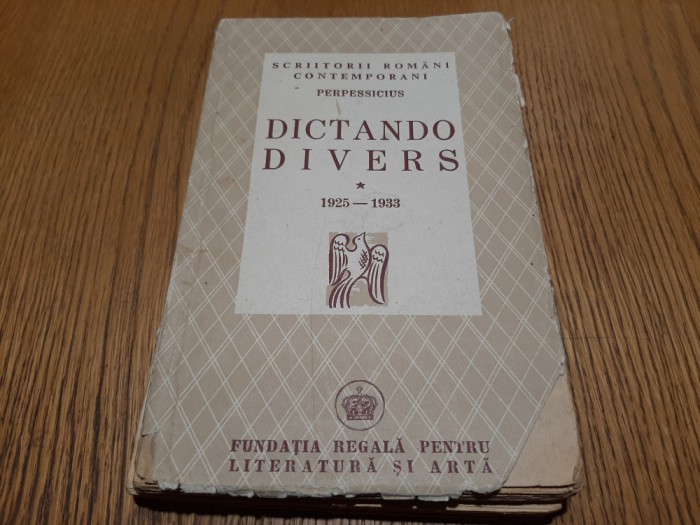 SCRIITORII ROMÂNI
CONTEMPORANI
PERPESSICIUS
DICTANDO
DIVERS
★
1925 — 1933
FUNDAȚIA REGALĂ PENTRU
LITERATURĂ ȘI ARTĂ